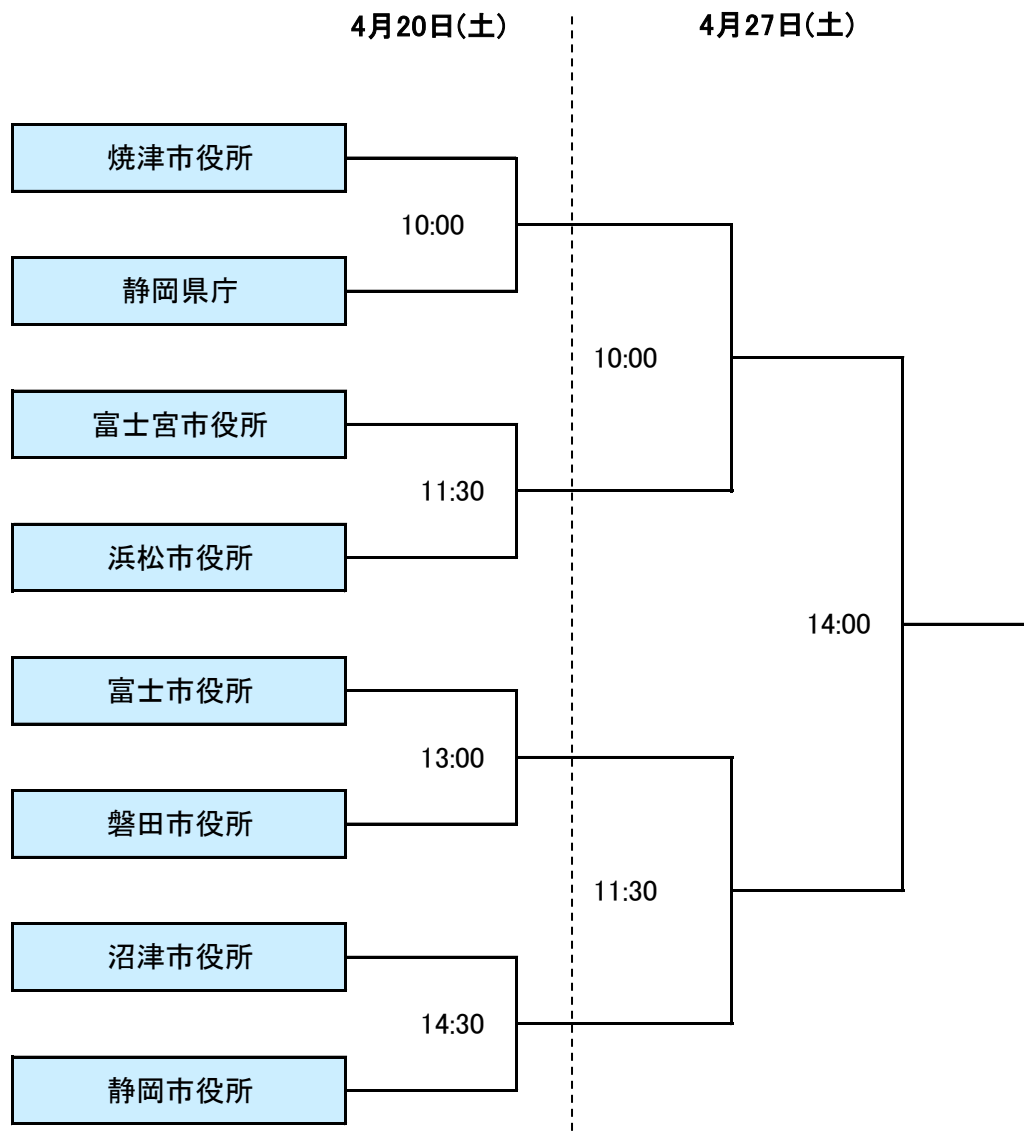 4月20日(土)
4月27日(土)
焼津市役所
10:00
静岡県庁
10:00
富士宮市役所
11:30
浜松市役所
14:00
富士市役所
13:00
磐田市役所
11:30
沼津市役所
14:30
静岡市役所